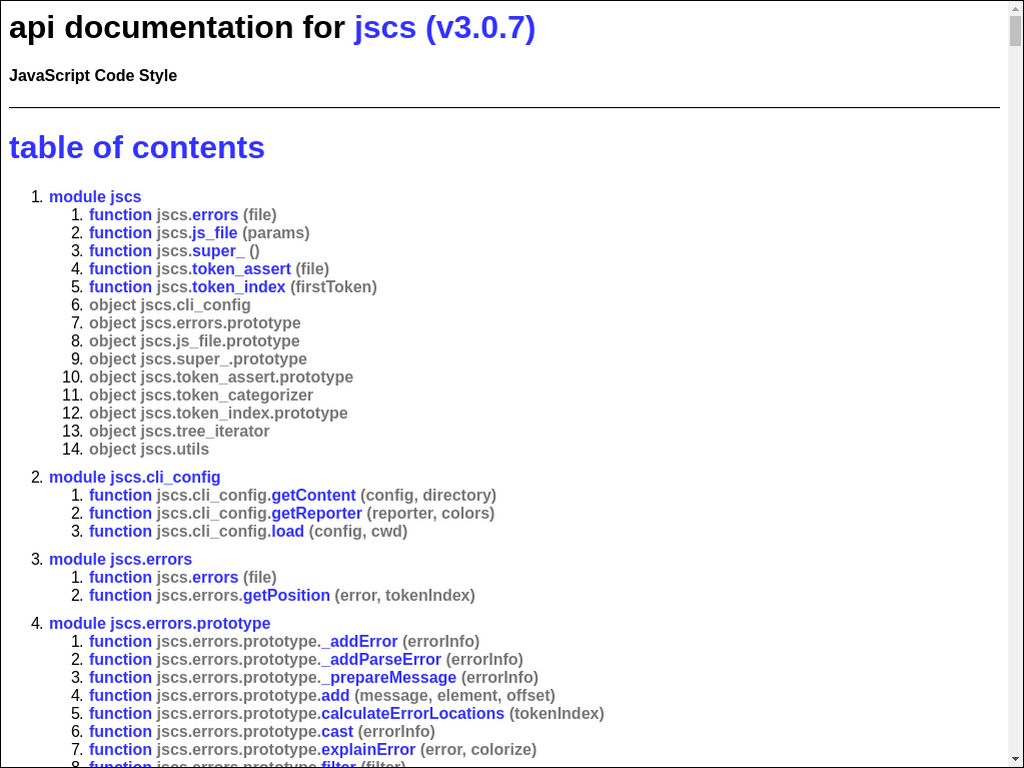 api documentation for jscs (v3.0.7)
JavaScript Code Style
table of contents
1. module jscs
1. function jscs.errors (file)
2. function jscs.js_file (params)
3. function jscs.super_ ()
4. function jscs.token_assert (file)
5. function jscs.token_index (firstToken)
6. object jscs.cli_config
7. object jscs.errors.prototype
8. object jscs.js_file.prototype
9. object jscs.super_.prototype
10. object jscs.token_assert.prototype
11. object jscs.token_categorizer
12. object jscs.token_index.prototype
13. object jscs.tree_iterator
14. object jscs.utils
2. module jscs.cli_config
1. function jscs.cli_config.getContent (config, directory)
2. function jscs.cli_config.getReporter (reporter, colors)
3. function jscs.cli_config.load (config, cwd)
3. module jscs.errors
1. function jscs.errors (file)
2. function jscs.errors.getPosition (error, tokenIndex)
4. module jscs.errors.prototype
1. function jscs.errors.prototype._addError (errorInfo)
2. function jscs.errors.prototype._addParseError (errorInfo)
3. function jscs.errors.prototype._prepareMessage (errorInfo)
4. function jscs.errors.prototype.add (message, element, offset)
5. function jscs.errors.prototype.calculateErrorLocations (tokenIndex)
6. function jscs.errors.prototype.cast (errorInfo)
7. function jscs.errors.prototype.explainError (error, colorize)
8. function jscs.errors.prototype.filter (filter)